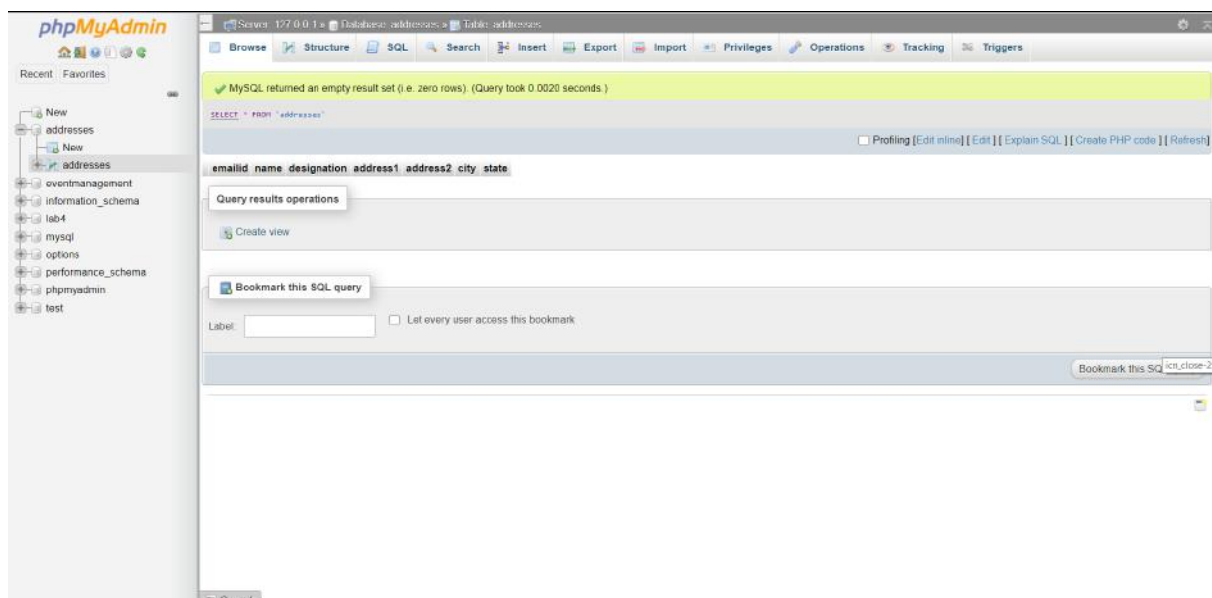 phpMyAdmin
Recent Favorites
New
addresses
New
addresses
eventmanagement
information_schema
lab4
mysql
options
performance_schema
phpmyadmin
test
Server: 127.0.0.1 » Database: addresses » Table: addresses
Browse Structure SQL Search Insert Export Import Privileges Operations Tracking Triggers
MySQL returned an empty result set (i.e. zero rows). (Query took 0.0020 seconds.)
SELECT * FROM `addresses`
Profiling [Edit inline] [ Edit ] [ Explain SQL ] [ Create PHP code ] [ Refresh]
emailid name designation address1 address2 city state
Query results operations
Create view
Bookmark this SQL query
Label: Let every user access this bookmark
Bookmark this SQ icn_close-2